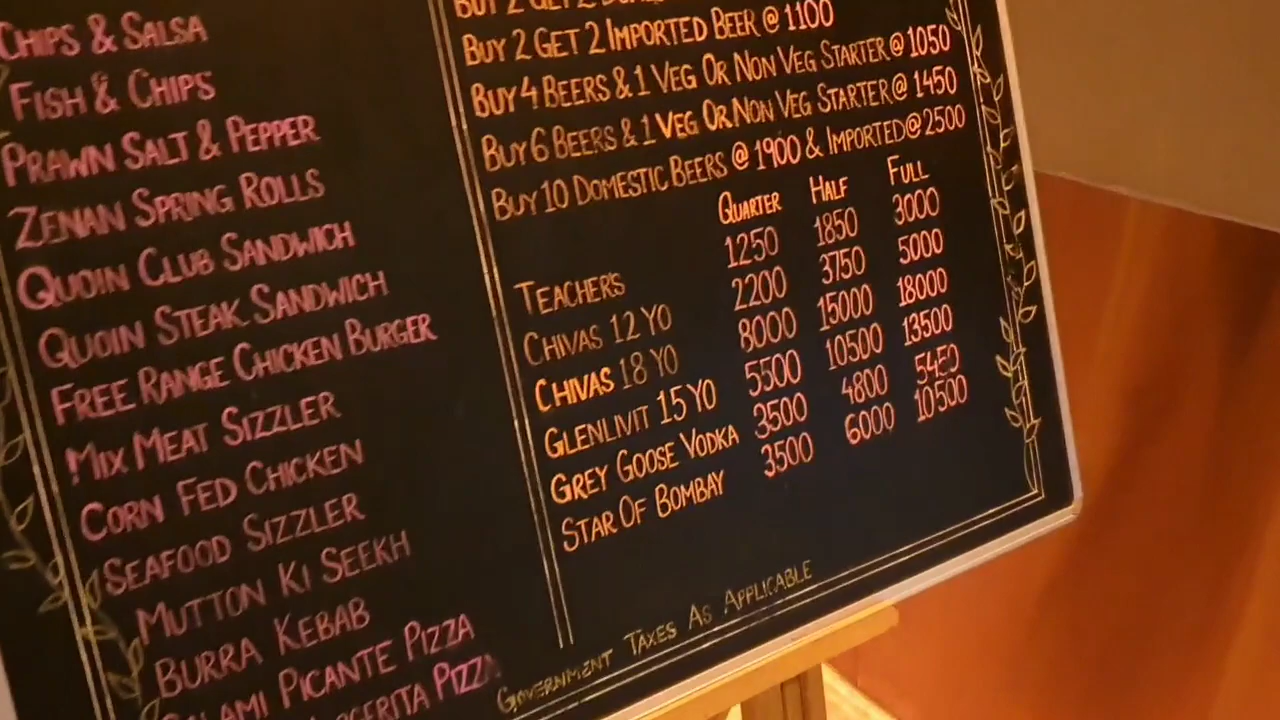 CHIPS & SALSA
FISH & CHIPS
PRAWN SALT & PEPPER
ZENAN SPRING ROLLS
QUOIN CLUB SANDWICH
QUOIN STEAK SANDWICH
FREE RANGE CHICKEN BURGER
MIX MEAT SIZZLER
CORN FED CHICKEN
SEAFOOD SIZZLER
MUTTON KI SEEKH
BURRA KEBAB
PICANTE PIZZA
PIZZA
BUY 2 GET 2
BUY 2 GET 2 IMPORTED BEER @ 1100
BUY 4 BEERS & 1 VEG OR NON VEG STARTER @ 1050
BUY 6 BEERS & 1 VEG OR NON VEG STARTER @ 1450
BUY 10 DOMESTIC BEERS @ 1900 & IMPORTED @ 2500
QUARTER HALF FULL
TEACHERS 1250 1850 3000
CHIVAS 12 YO 2200 3750 5000
CHIVAS 18 YO 8000 15000 18000
GLENLIVIT 15 YO 5500 10500 13500
GREY GOOSE VODKA 3500 4800 5450
STAR OF BOMBAY 3500 6000 10500
GOVERNMENT TAXES AS APPLICABLE